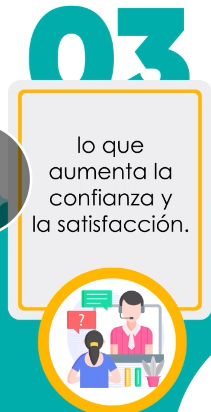 03
lo que
aumenta la
confianza y
la satisfacción.
?